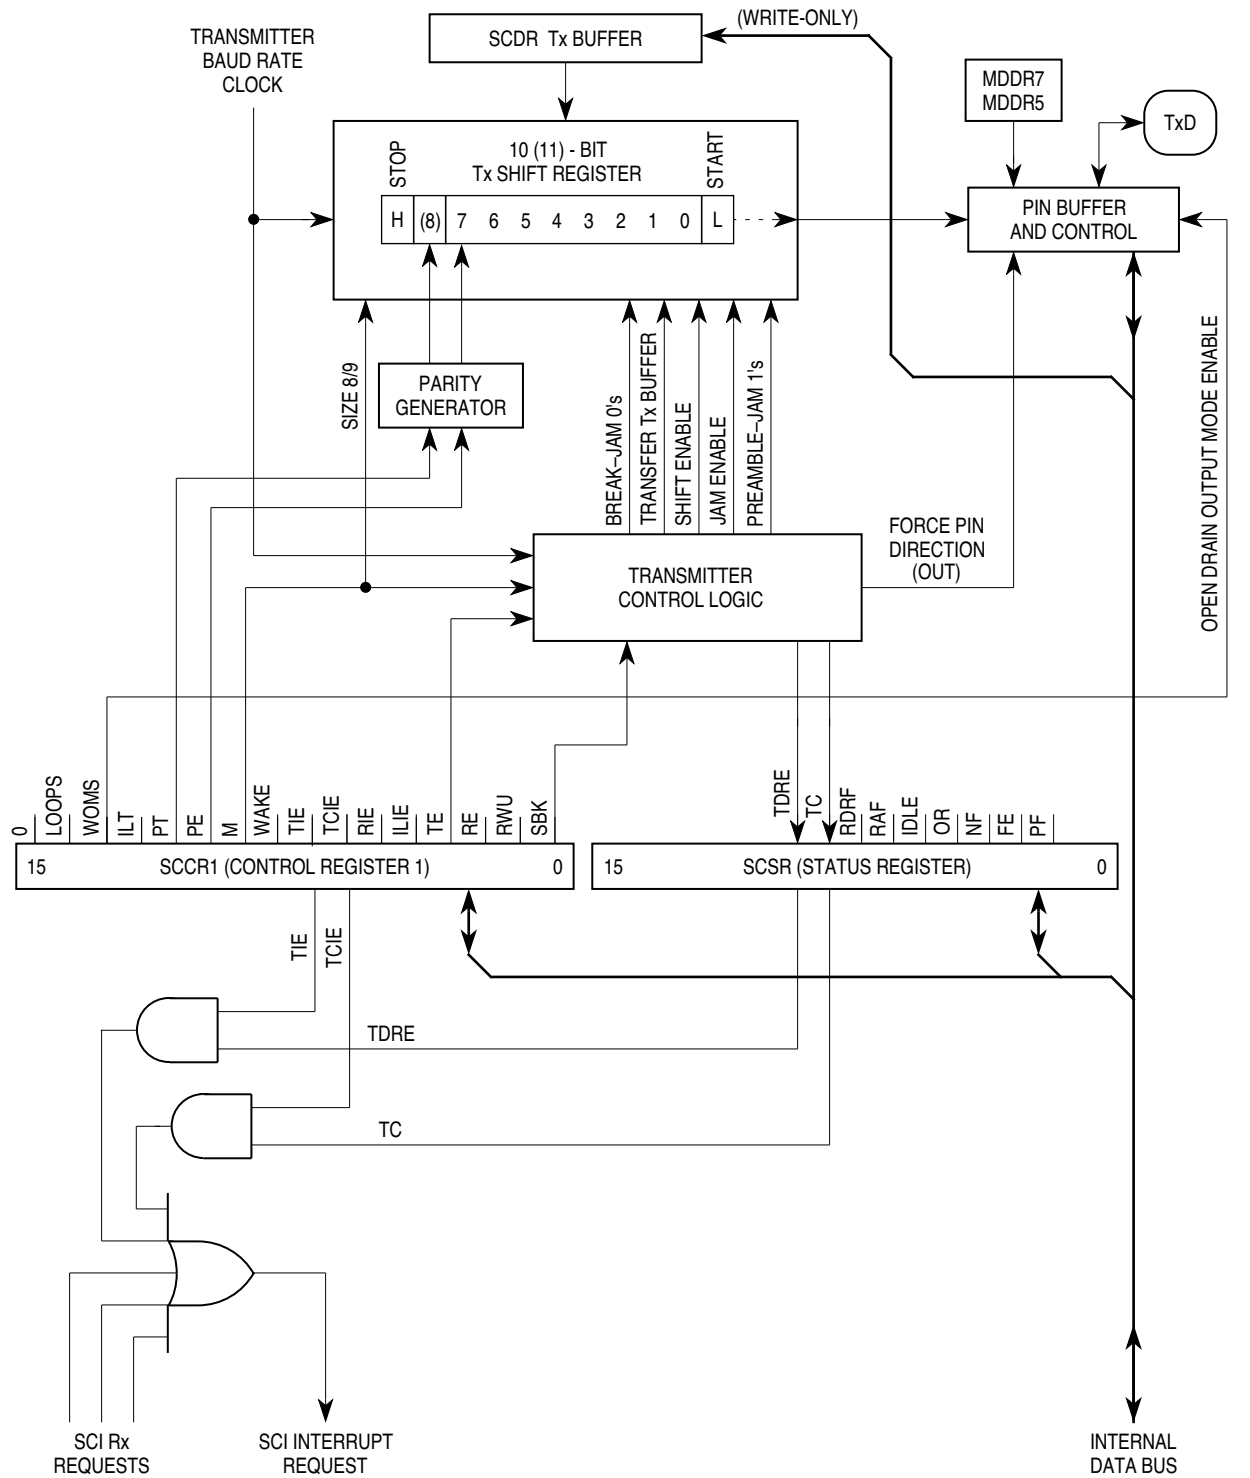 (WRITE-ONLY)
SCDR Tx BUFFER
TRANSMITTER
BAUD RATE
CLOCK
MDDR7
MDDR5
TxD
10 (11) - BIT
Tx SHIFT REGISTER
STOP
START
H (8) 7 6 5 4 3 2 1 0 L
PIN BUFFER
AND CONTROL
SIZE 8/9
PARITY
GENERATOR
BREAK–JAM 0's
TRANSFER Tx BUFFER
SHIFT ENABLE
JAM ENABLE
PREAMBLE–JAM 1's
OPEN DRAIN OUTPUT MODE ENABLE
FORCE PIN
DIRECTION
(OUT)
TRANSMITTER
CONTROL LOGIC
0
LOOPS
WOMS
ILT
PT
PE
M
WAKE
TIE
TCIE
RIE
ILIE
TE
RE
RWU
SBK
TDRE
TC
RDRF
RAF
IDLE
OR
NF
FE
PF
15 SCCR1 (CONTROL REGISTER 1) 0
15 SCSR (STATUS REGISTER) 0
TIE
TCIE
TDRE
TC
SCI Rx
REQUESTS
SCI INTERRUPT
REQUEST
INTERNAL
DATA BUS